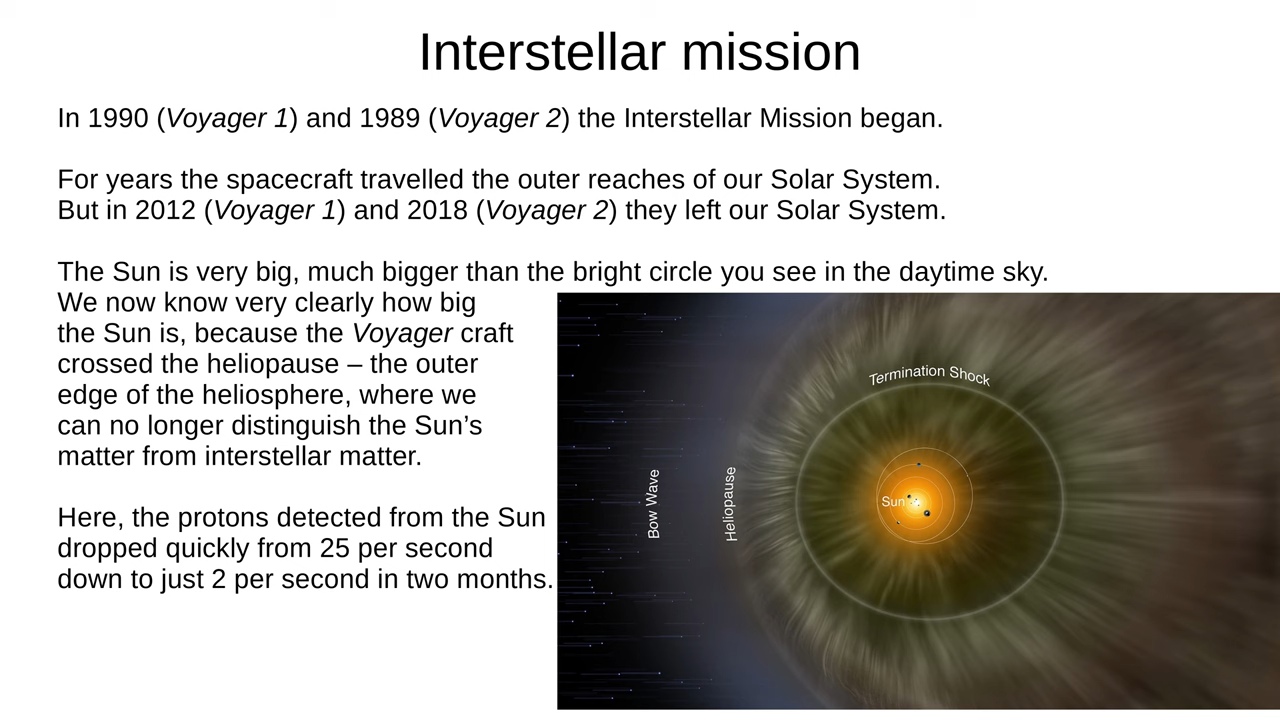 Interstellar mission
In 1990 (Voyager 1) and 1989 (Voyager 2) the Interstellar Mission began.
For years the spacecraft travelled the outer reaches of our Solar System.
But in 2012 (Voyager 1) and 2018 (Voyager 2) they left our Solar System.
The Sun is very big, much bigger than the bright circle you see in the daytime sky.
We now know very clearly how big
the Sun is, because the Voyager craft
crossed the heliopause – the outer
edge of the heliosphere, where we
can no longer distinguish the Sun’s
matter from interstellar matter.
Here, the protons detected from the Sun
dropped quickly from 25 per second
down to just 2 per second in two months.
Termination Shock
Bow Wave
Heliopause
Sun